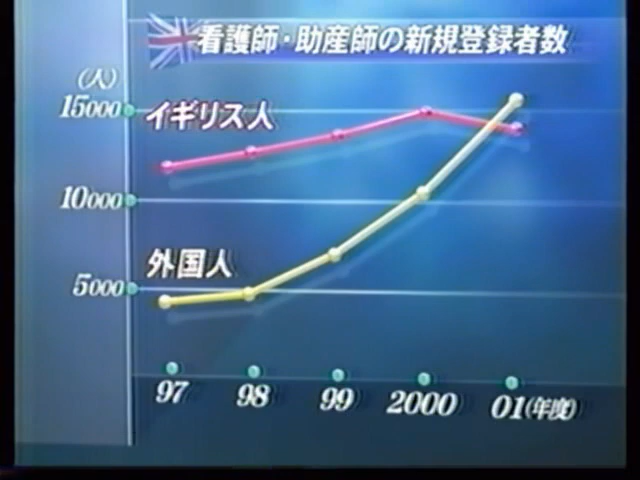 看護師・助産師の新規登録者数
(人)
15000
イギリス人
10000
外国人
5000
97 98 99 2000 01(年度)